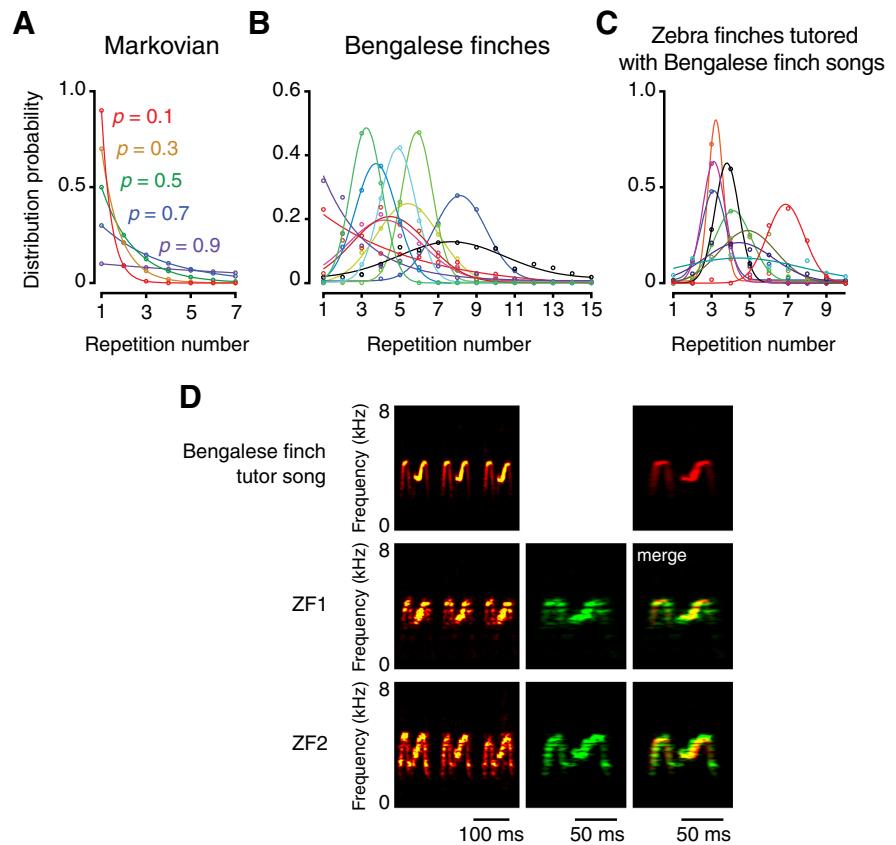 A
Markovian
Distribution probability
1.0
0.5
0
p = 0.1
p = 0.3
p = 0.5
p = 0.7
p = 0.9
1 3 5 7
Repetition number
B
Bengalese finches
0.6
0.4
0.2
0
1 3 5 7 9 11 13 15
Repetition number
C
Zebra finches tutored
with Bengalese finch songs
1.0
0.5
0
1 3 5 7 9
Repetition number
D
Bengalese finch
tutor song
8
Frequency (kHz)
0
ZF1
8
Frequency (kHz)
0
merge
ZF2
8
Frequency (kHz)
0
100 ms
50 ms
50 ms